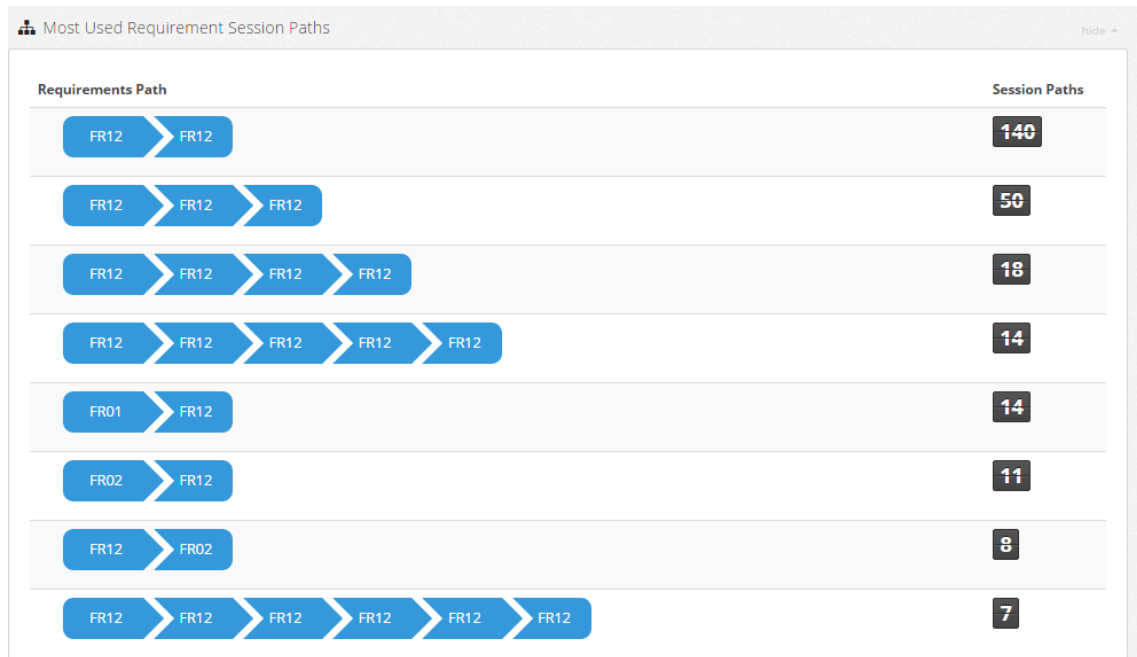 Most Used Requirement Session Paths hide
Requirements Path Session Paths
FR12 FR12 140
FR12 FR12 FR12 50
FR12 FR12 FR12 FR12 18
FR12 FR12 FR12 FR12 FR12 14
FR01 FR12 14
FR02 FR12 11
FR12 FR02 8
FR12 FR12 FR12 FR12 FR12 FR12 7